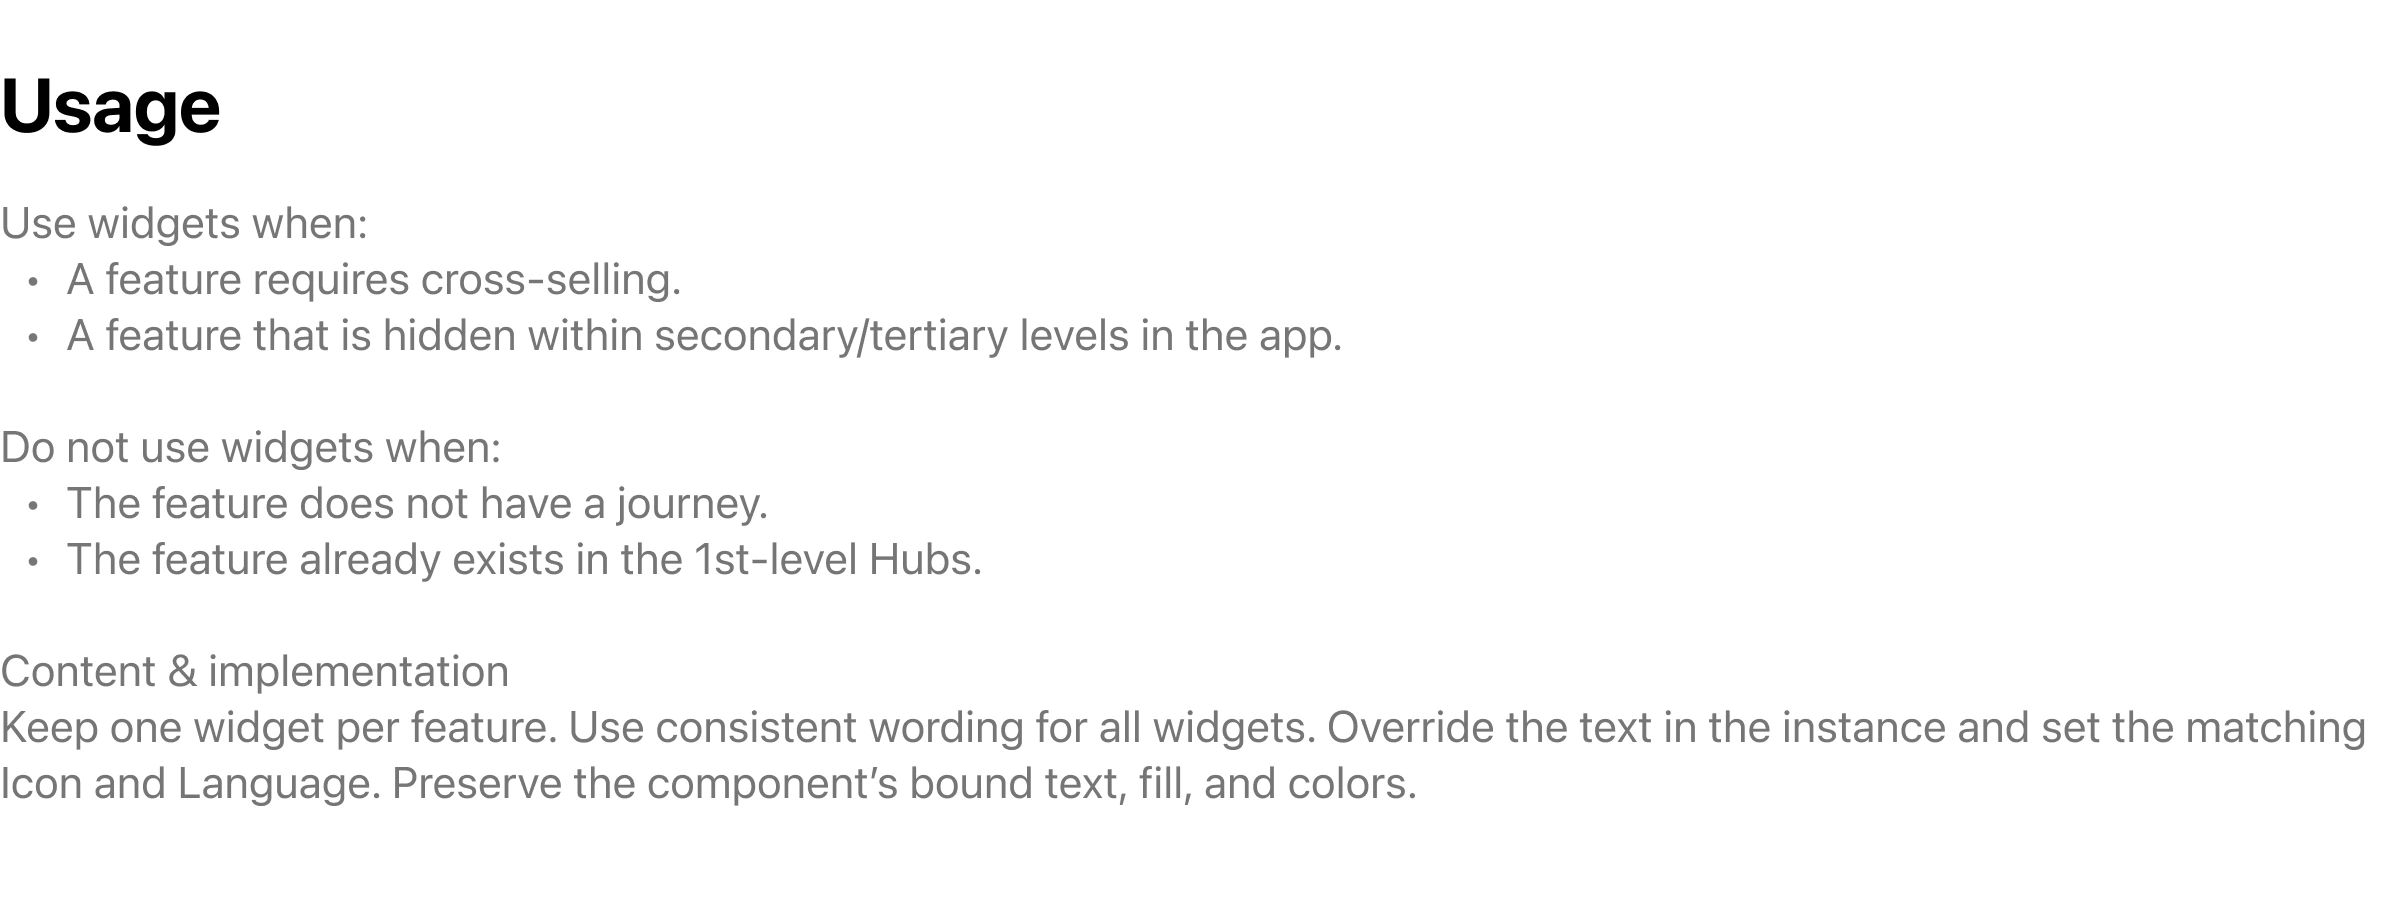 Usage
Use widgets when:
• A feature requires cross-selling.
• A feature that is hidden within secondary/tertiary levels in the app.
Do not use widgets when:
• The feature does not have a journey.
• The feature already exists in the 1st-level Hubs.
Content & implementation
Keep one widget per feature. Use consistent wording for all widgets. Override the text in the instance and set the matching
Icon and Language. Preserve the component’s bound text, fill, and colors.